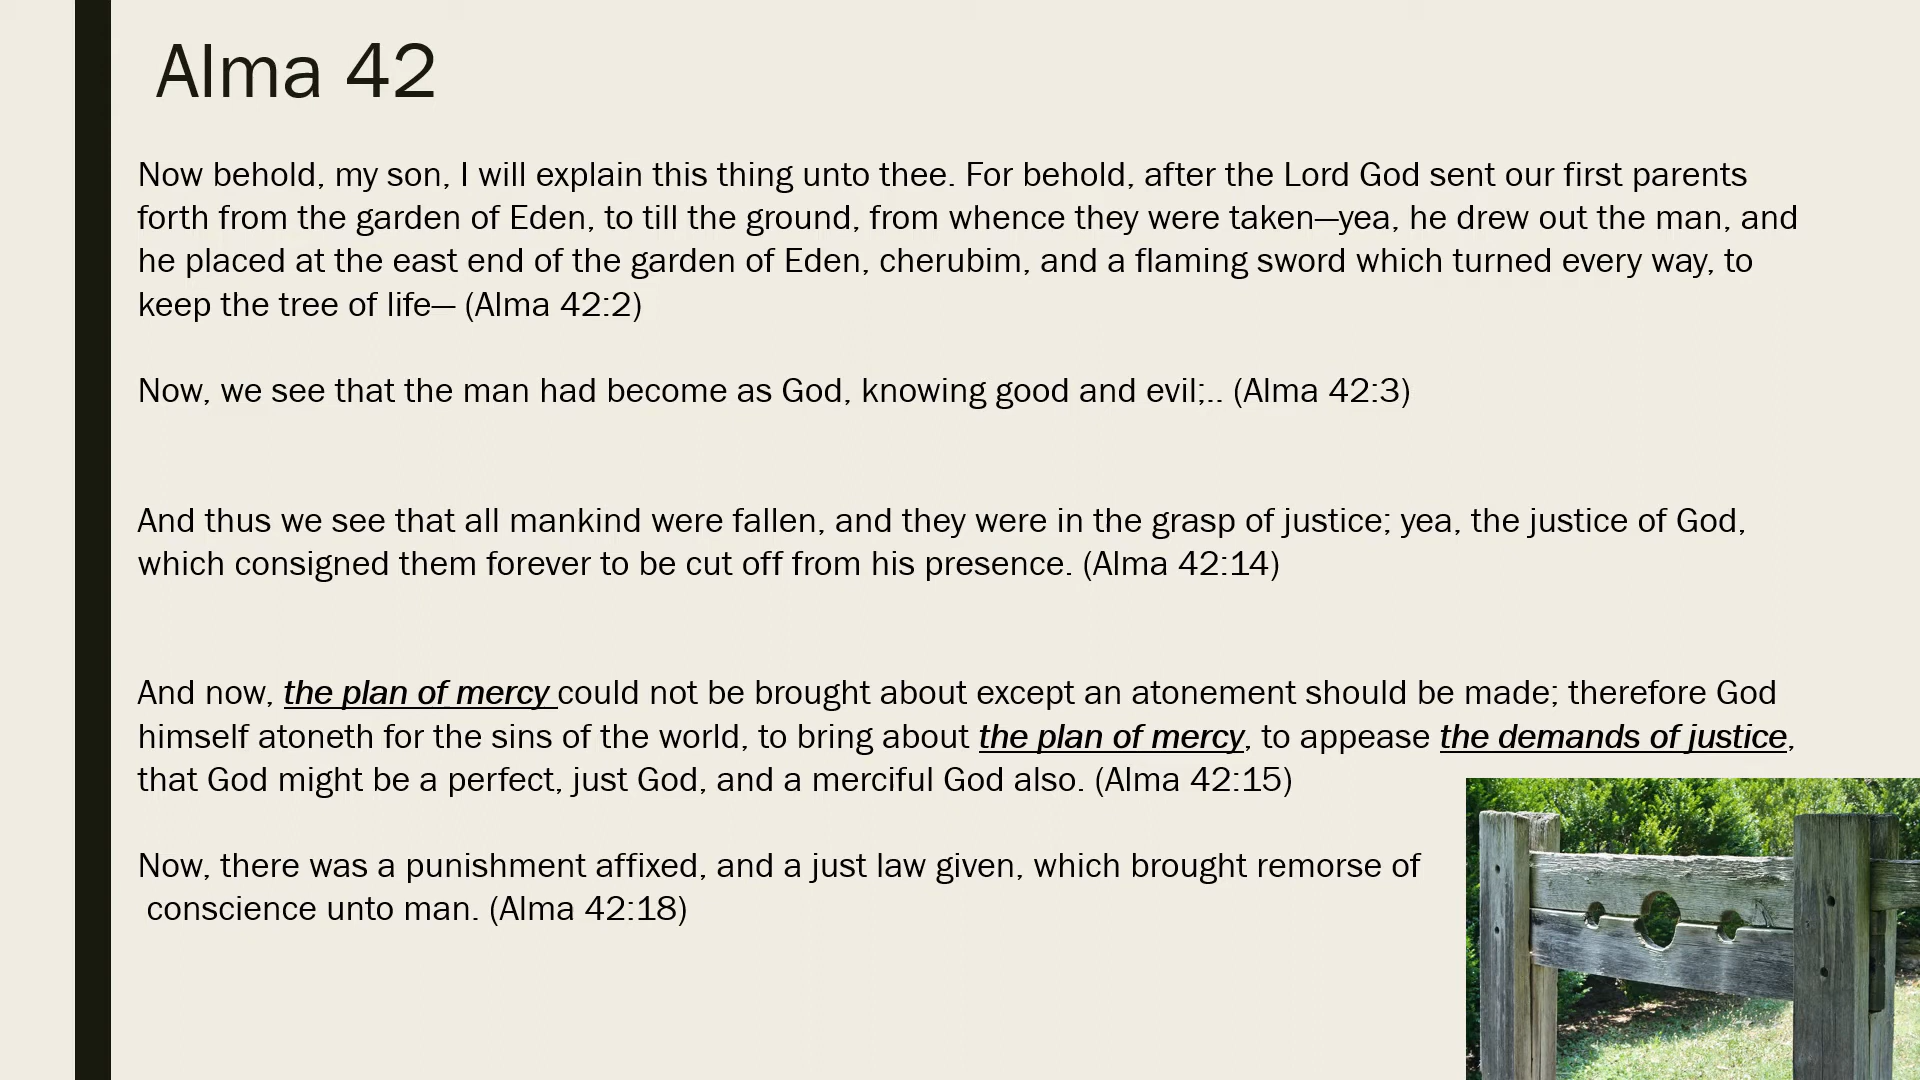 Alma 42
Now behold, my son, I will explain this thing unto thee. For behold, after the Lord God sent our first parents
forth from the garden of Eden, to till the ground, from whence they were taken—yea, he drew out the man, and
he placed at the east end of the garden of Eden, cherubim, and a flaming sword which turned every way, to
keep the tree of life— (Alma 42:2)
Now, we see that the man had become as God, knowing good and evil;.. (Alma 42:3)
And thus we see that all mankind were fallen, and they were in the grasp of justice; yea, the justice of God,
which consigned them forever to be cut off from his presence. (Alma 42:14)
And now, the plan of mercy could not be brought about except an atonement should be made; therefore God
himself atoneth for the sins of the world, to bring about the plan of mercy, to appease the demands of justice,
that God might be a perfect, just God, and a merciful God also. (Alma 42:15)
Now, there was a punishment affixed, and a just law given, which brought remorse of
conscience unto man. (Alma 42:18)